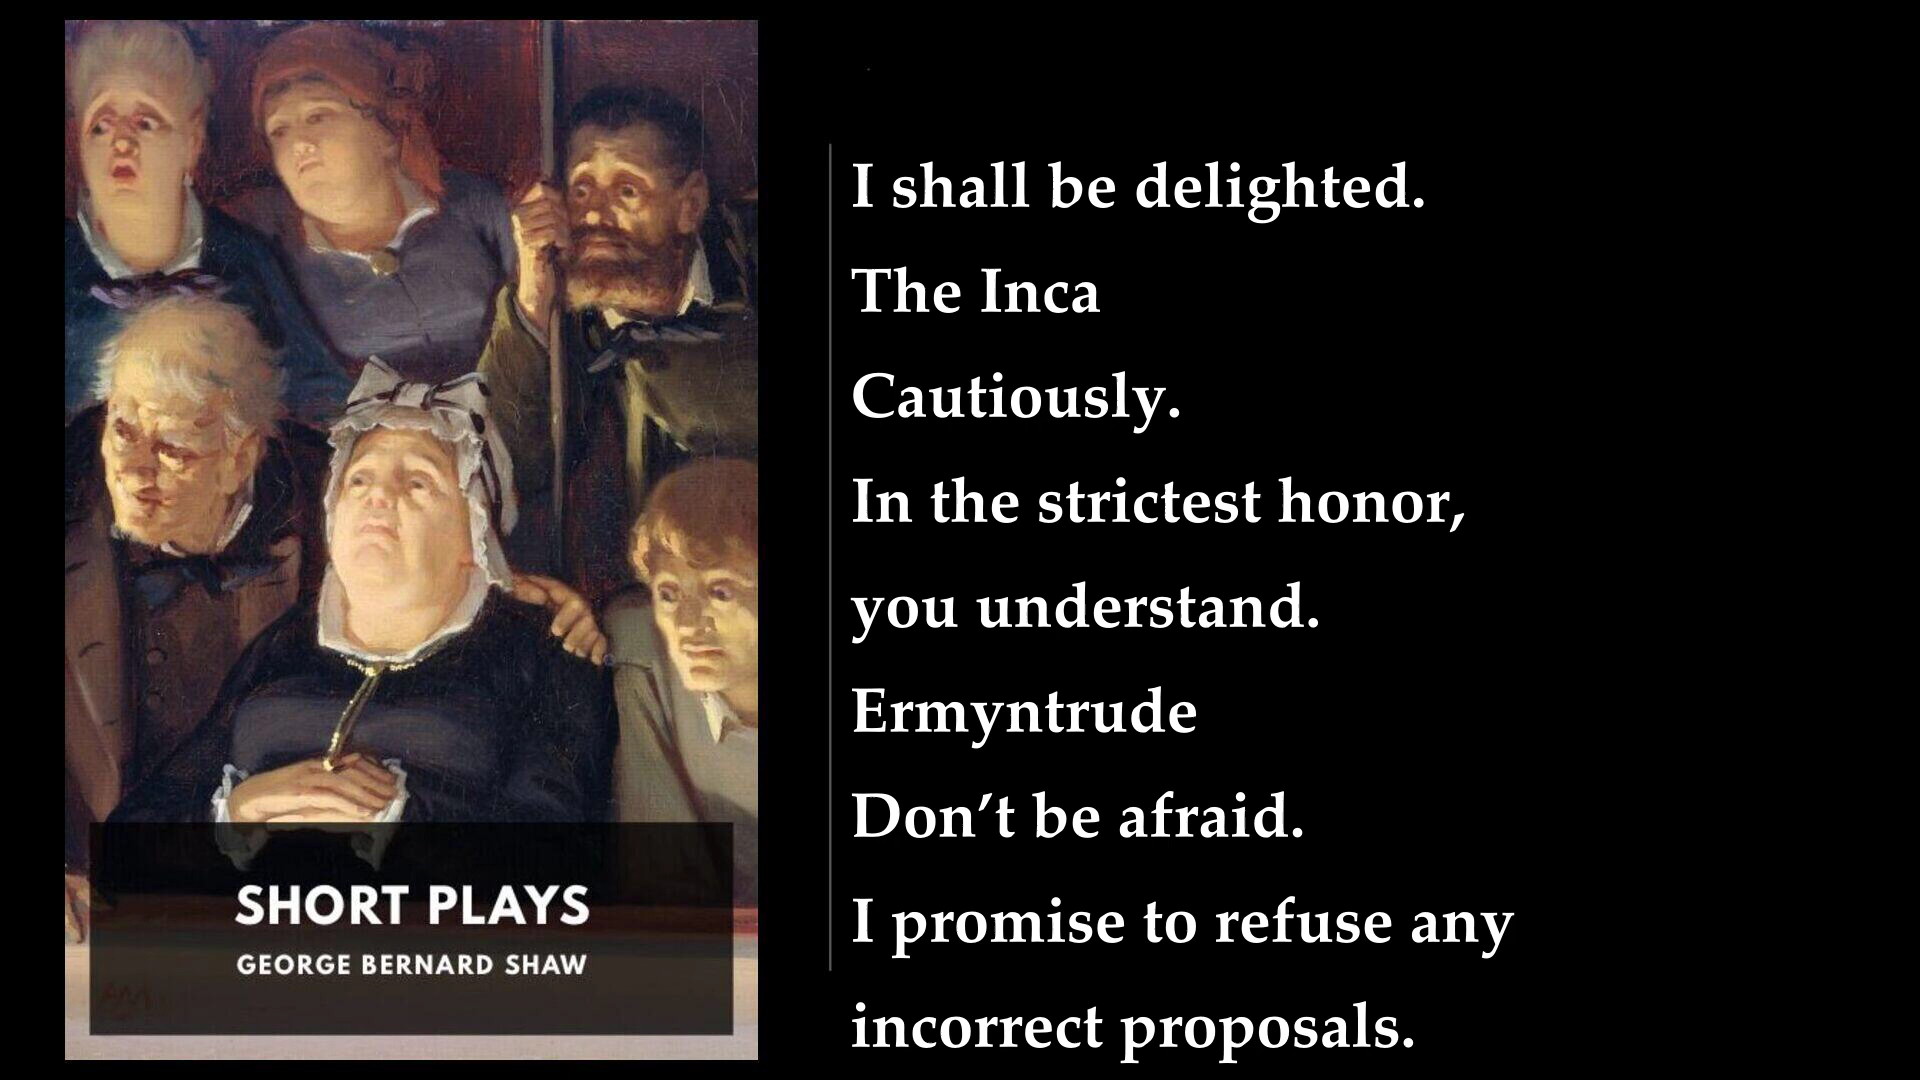 SHORT PLAYS
GEORGE BERNARD SHAW
I shall be delighted.
The Inca
Cautiously.
In the strictest honor,
you understand.
Ermyntrude
Don’t be afraid.
I promise to refuse any
incorrect proposals.